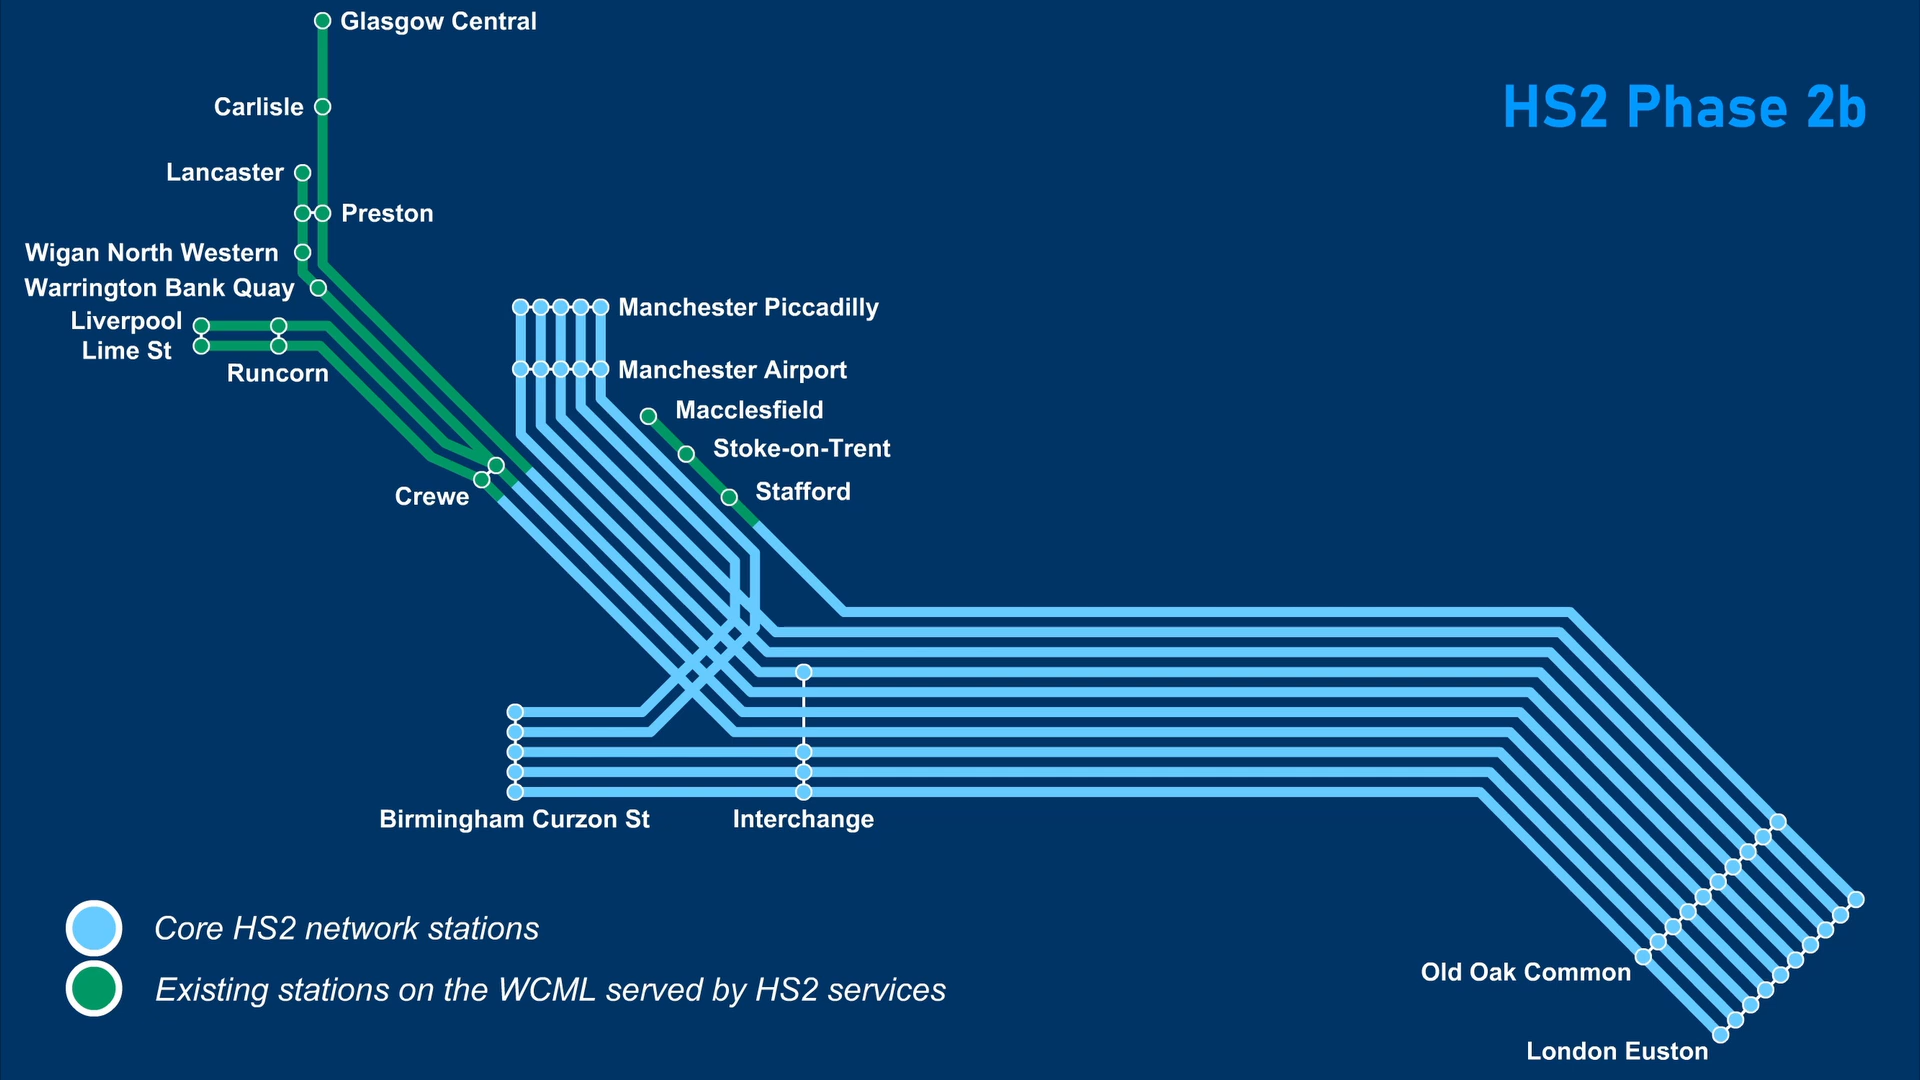 Glasgow Central
HS2 Phase 2b
Carlisle
Lancaster
Preston
Wigan North Western
Warrington Bank Quay
Liverpool
Lime St
Runcorn
Manchester Piccadilly
Manchester Airport
Macclesfield
Stoke-on-Trent
Stafford
Crewe
Birmingham Curzon St
Interchange
Core HS2 network stations
Existing stations on the WCML served by HS2 services
Old Oak Common
London Euston